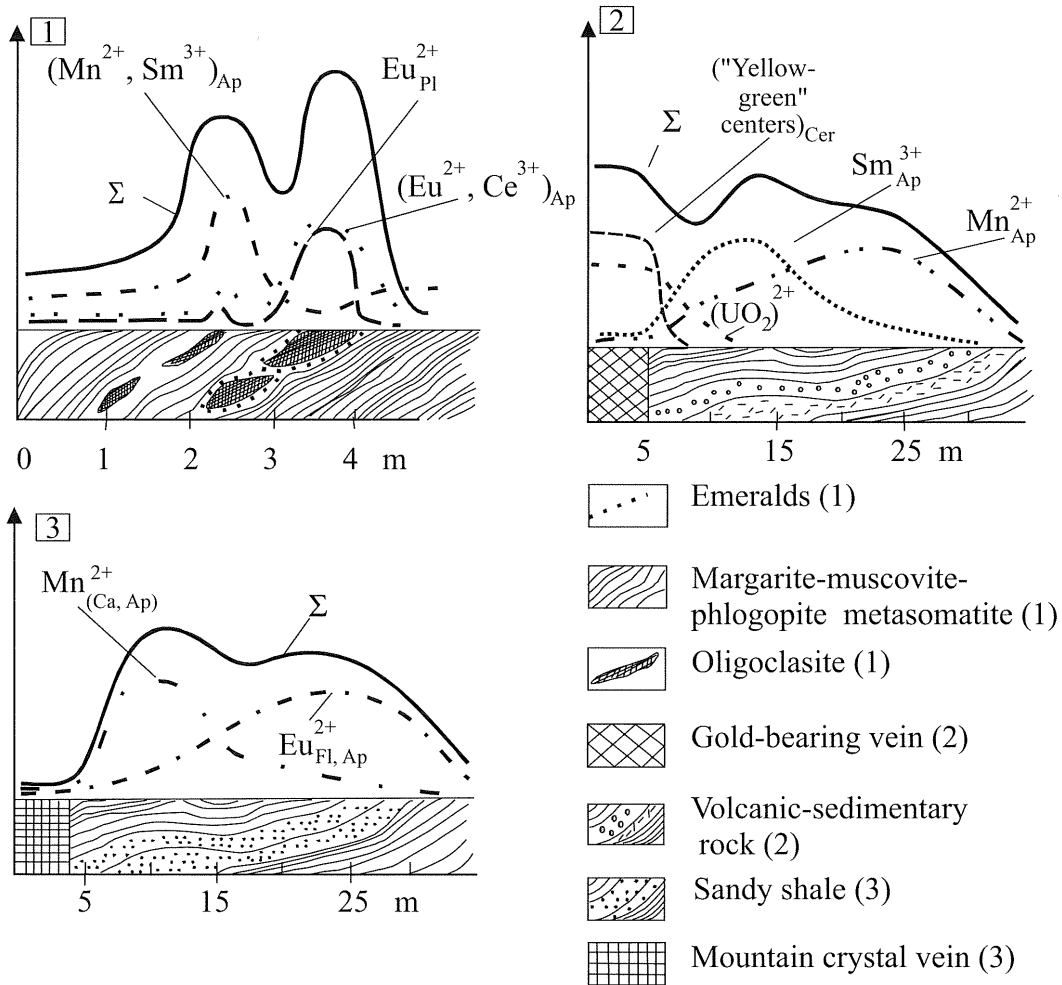 1
(Mn²⁺, Sm³⁺)Ap
Eu²⁺Pl
Σ
(Eu²⁺, Ce³⁺)Ap
0 1 2 3 4 m
2
("Yellow-
green"
centers)Cer
Σ
Sm³⁺Ap
Mn²⁺Ap
(UO₂)²⁺
5 15 25 m
3
Mn²⁺(Ca, Ap)
Σ
Eu²⁺Fl, Ap
5 15 25 m
Emeralds (1)
Margarite-muscovite-
phlogopite metasomatite (1)
Oligoclasite (1)
Gold-bearing vein (2)
Volcanic-sedimentary
rock (2)
Sandy shale (3)
Mountain crystal vein (3)